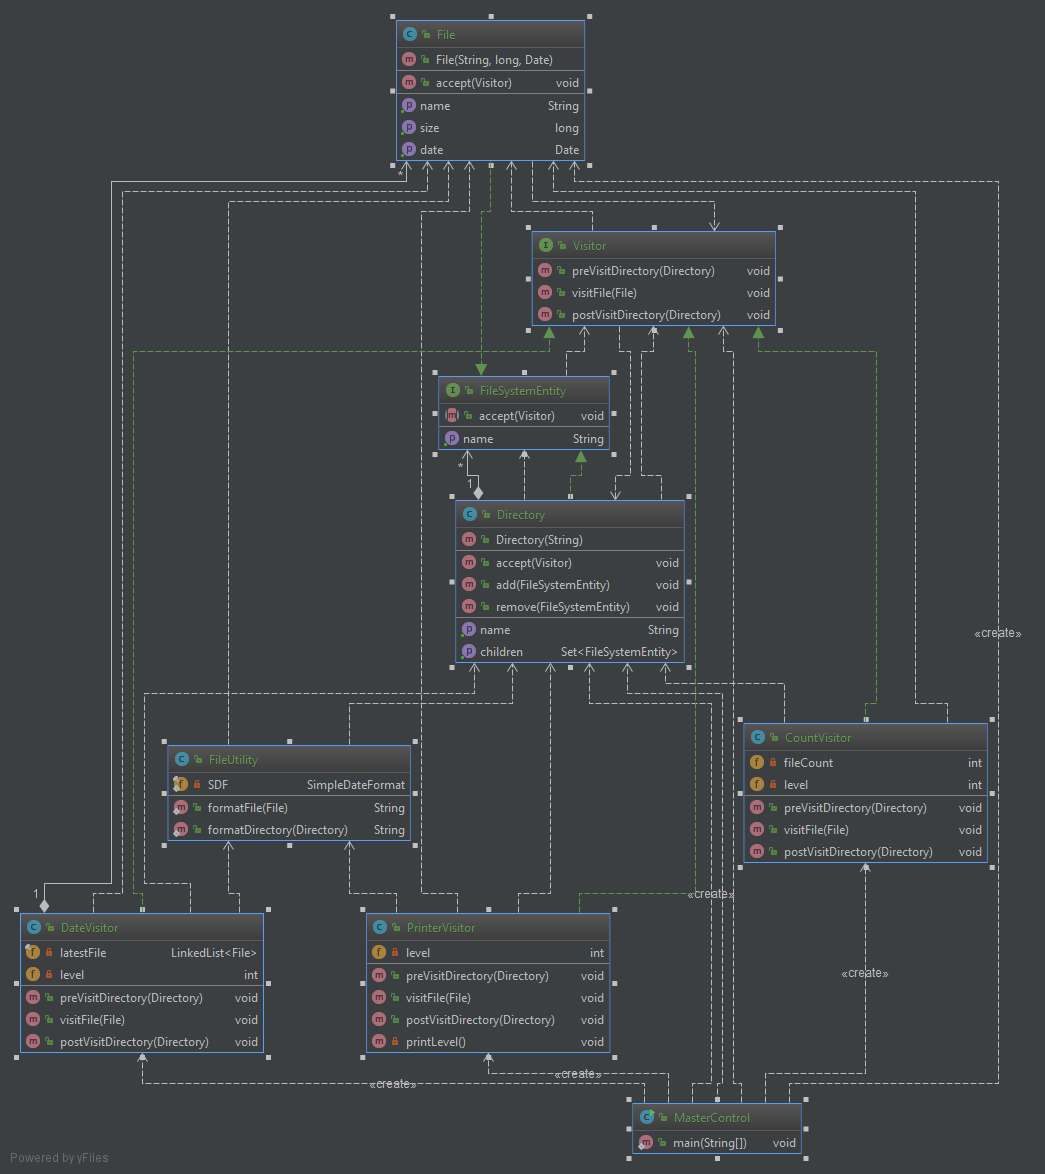 File
File(String, long, Date)
accept(Visitor) void
name String
size long
date Date
*
Visitor
preVisitDirectory(Directory) void
visitFile(File) void
postVisitDirectory(Directory) void
FileSystemEntity
accept(Visitor) void
name String
*
1
Directory
Directory(String)
accept(Visitor) void
add(FileSystemEntity) void
remove(FileSystemEntity) void
name String
children Set<FileSystemEntity>
«create»
FileUtility
SDF SimpleDateFormat
formatFile(File) String
formatDirectory(Directory) String
CountVisitor
fileCount int
level int
preVisitDirectory(Directory) void
visitFile(File) void
postVisitDirectory(Directory) void
1
«create»
DateVisitor
latestFile LinkedList<File>
level int
preVisitDirectory(Directory) void
visitFile(File) void
postVisitDirectory(Directory) void
PrinterVisitor
level int
preVisitDirectory(Directory) void
visitFile(File) void
postVisitDirectory(Directory) void
printLevel() void
«create»
«create»
«create»
MasterControl
main(String[]) void
Powered by yFiles